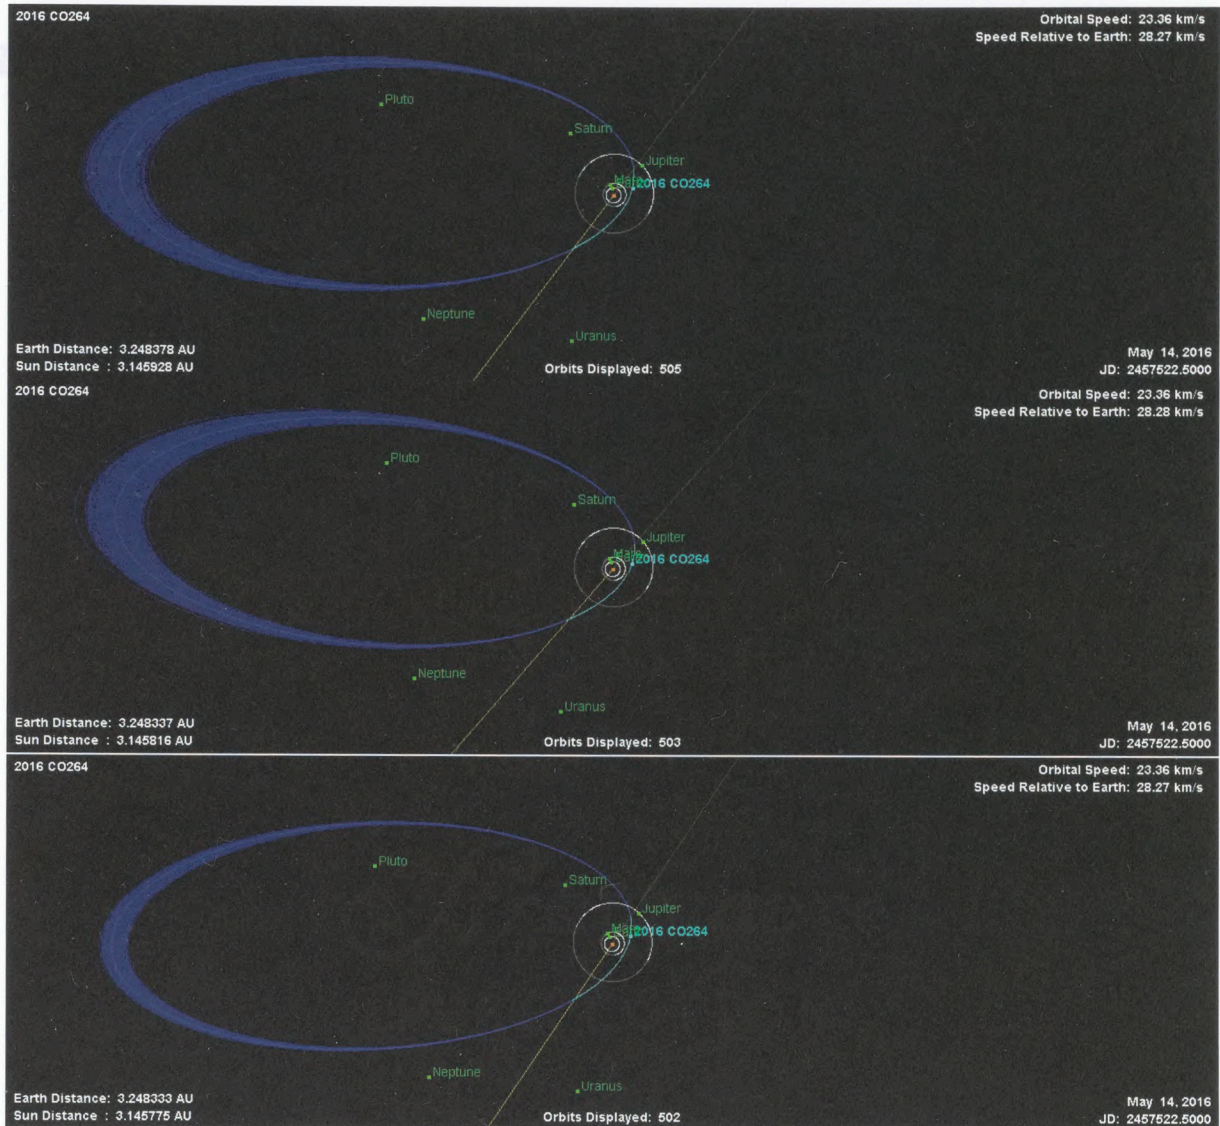 2016 CO264
Orbital Speed: 23.36 km/s
Speed Relative to Earth: 28.27 km/s
Pluto
Saturn
Jupiter
2016 CO264
Neptune
Uranus
Earth Distance: 3.248378 AU
Sun Distance : 3.145928 AU
Orbits Displayed: 505
May 14, 2016
JD: 2457522.5000
2016 CO264
Orbital Speed: 23.36 km/s
Speed Relative to Earth: 28.28 km/s
Pluto
Saturn
Jupiter
2016 CO264
Neptune
Uranus
Earth Distance: 3.248337 AU
Sun Distance : 3.145816 AU
Orbits Displayed: 503
May 14, 2016
JD: 2457522.5000
2016 CO264
Orbital Speed: 23.36 km/s
Speed Relative to Earth: 28.27 km/s
Pluto
Saturn
Jupiter
2016 CO264
Neptune
Uranus
Earth Distance: 3.248333 AU
Sun Distance : 3.145775 AU
Orbits Displayed: 502
May 14, 2016
JD: 2457522.5000